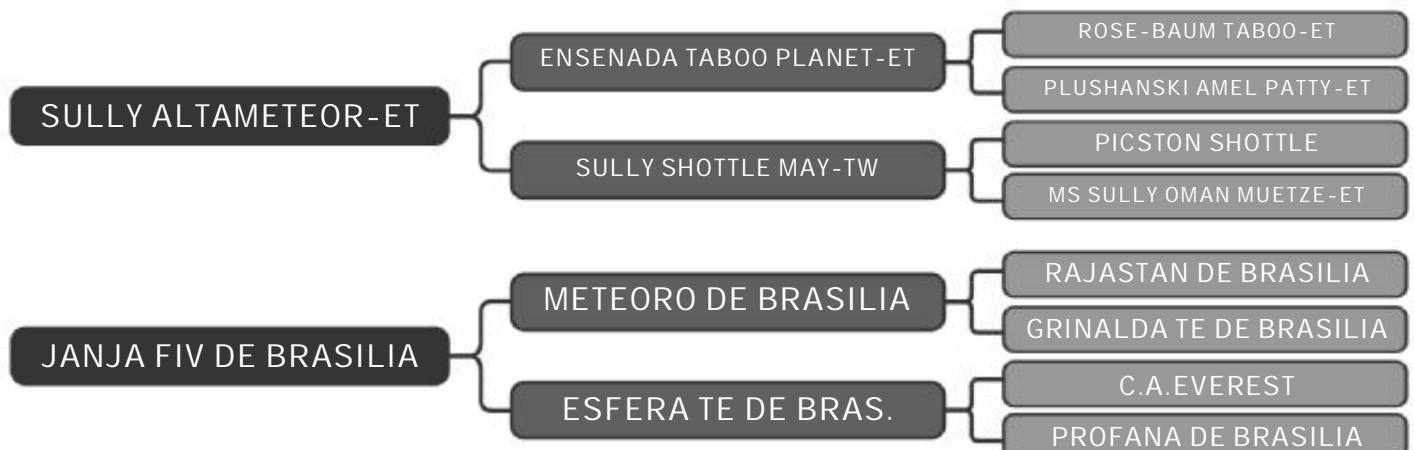 ROSE-BAUM TABOO-ET
ENSENADA TABOO PLANET-ET
PLUSHANSKI AMEL PATTY-ET
SULLY ALTAMETEOR-ET
PICSTON SHOTTLE
SULLY SHOTTLE MAY-TW
MS SULLY OMAN MUETZE-ET
RAJASTAN DE BRASILIA
METEORO DE BRASILIA
GRINALDA TE DE BRASILIA
JANJA FIV DE BRASILIA
C.A.EVEREST
ESFERA TE DE BRAS.
PROFANA DE BRASILIA